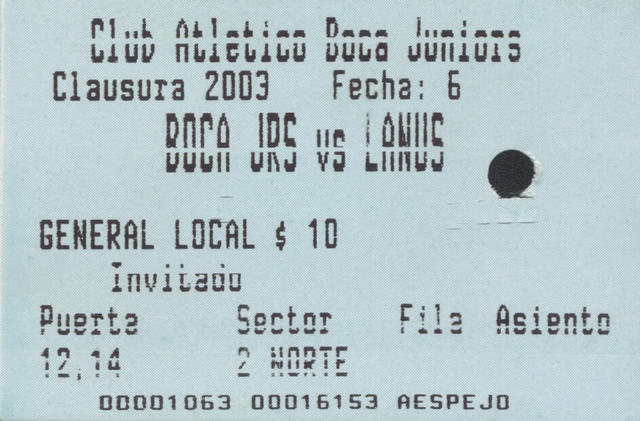 Club Atletico Boca Juniors
Clausura 2003 Fecha: 6
BOCA JRS vs LANUS
GENERAL LOCAL $ 10
Invitado
Puerta Sector Fila Asiento
12,14 2 NORTE
00001063 00016153 AESPEJO